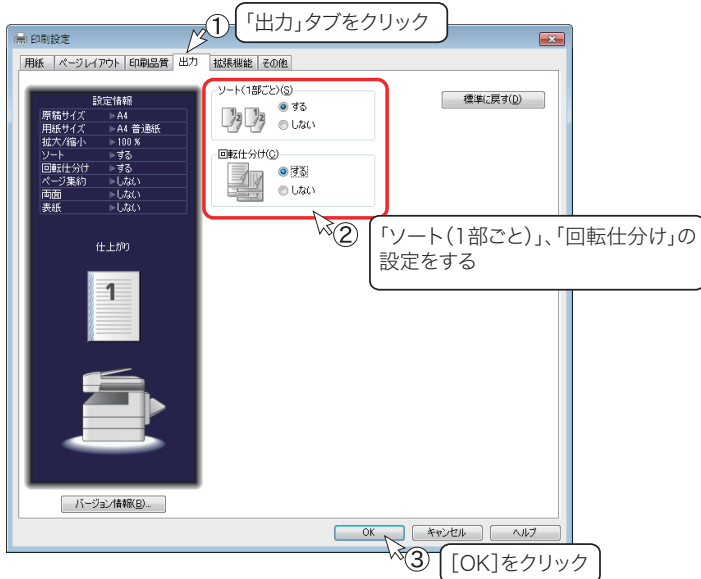 ①
「出力」タブをクリック
印刷設定
用紙 ページレイアウト 印刷品質 出力 拡張機能 その他
設定情報
原稿サイズ ▶A4
用紙サイズ ▶A4 普通紙
拡大/縮小 ▶100 %
ソート ▶する
回転仕分け ▶する
ページ集約 ▶しない
両面 ▶しない
表紙 ▶しない
仕上がり
1
バージョン情報(B)...
ソート(1部ごと)(S)
1 2 1 2
する
しない
回転仕分け(C)
する
しない
標準に戻す(D)
②
「ソート(1部ごと)」、「回転仕分け」の
設定をする
OK キャンセル ヘルプ
③
[OK]をクリック